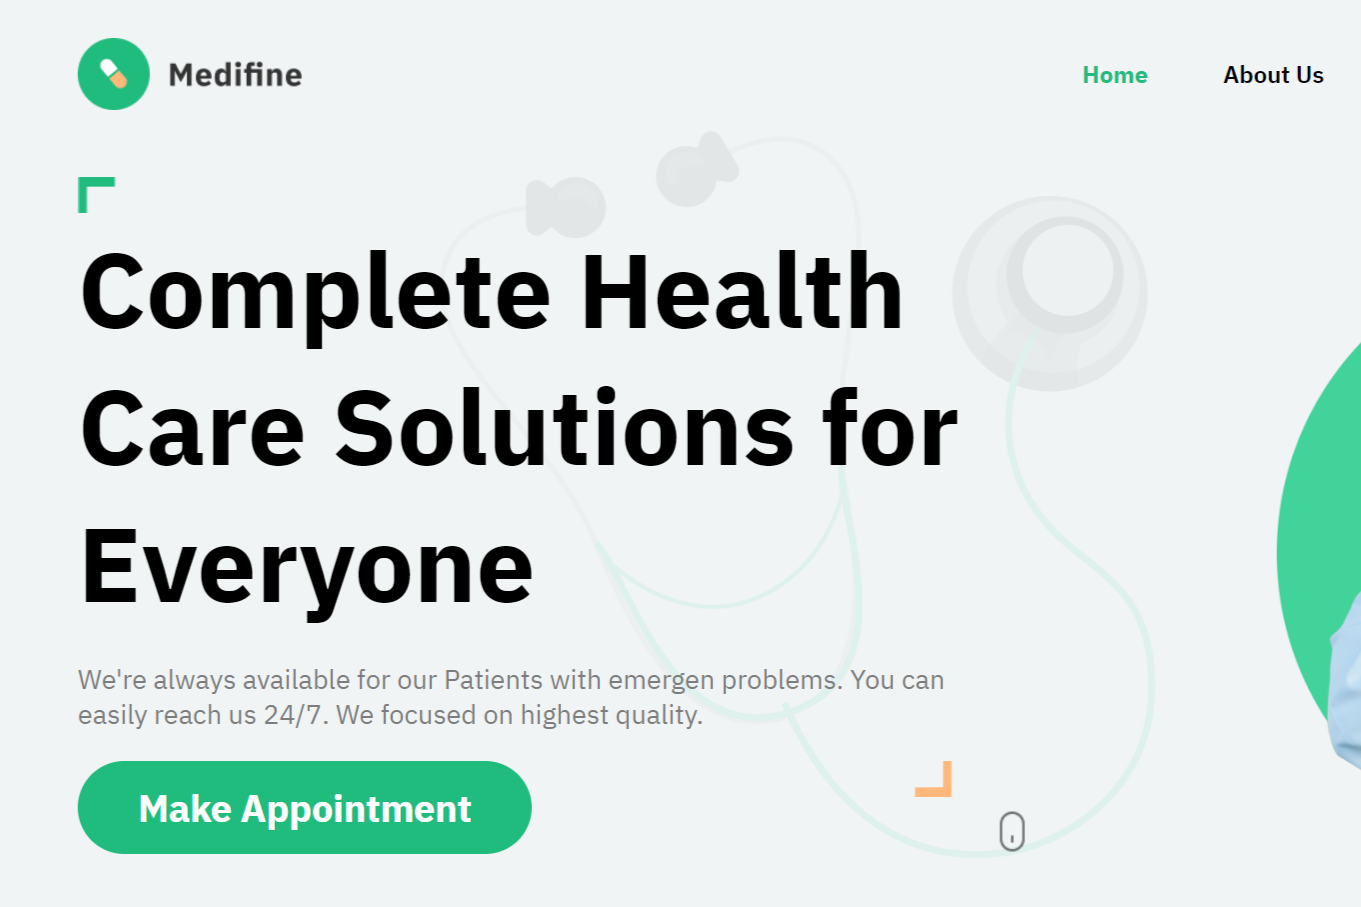 Medifine
Home
About Us
Complete Health
Care Solutions for
Everyone
We're always available for our Patients with emergen problems. You can
easily reach us 24/7. We focused on highest quality.
Make Appointment